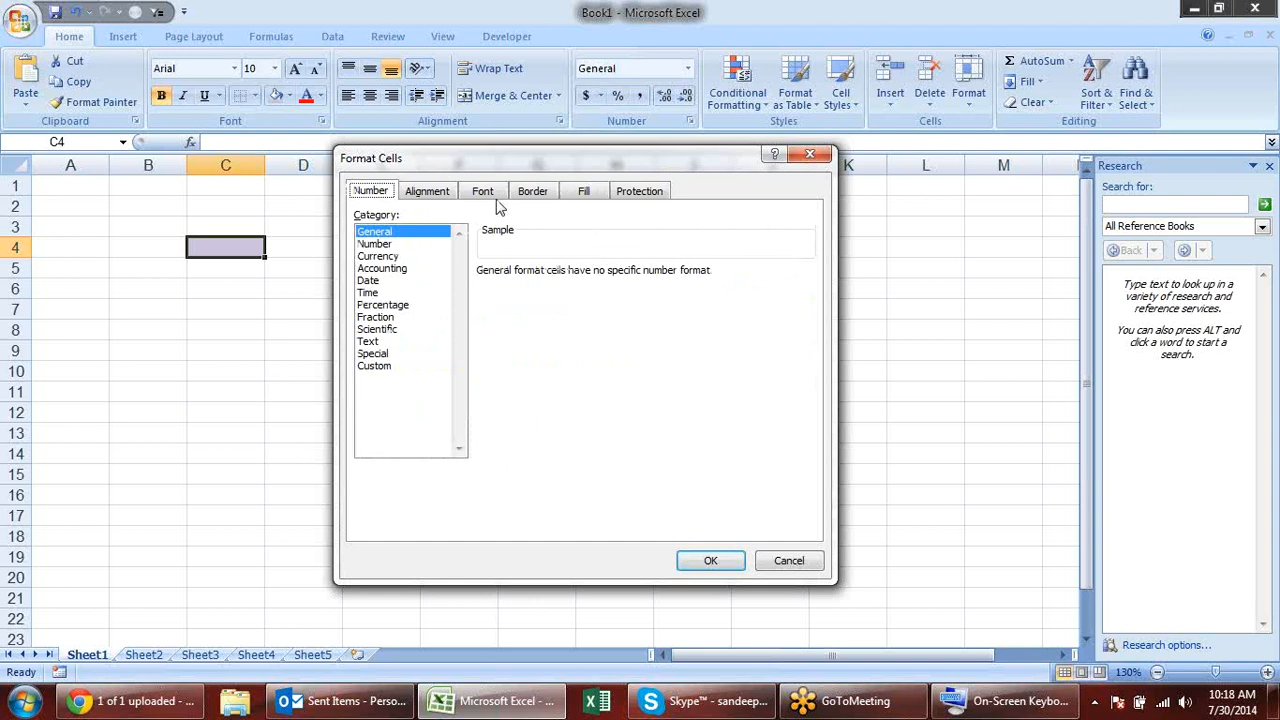 Book1 - Microsoft Excel
Home Insert Page Layout Formulas Data Review View Developer
Paste
Cut
Copy
Format Painter
Clipboard
Arial 10
B I U A
Font
Wrap Text
Merge & Center
Alignment
General
$ % ,
Number
Conditional Formatting
Format as Table
Cell Styles
Styles
Insert Delete Format
Cells
AutoSum
Fill
Clear
Sort & Filter
Find & Select
Editing
C4 fx
A B C D K L M
1
2
3
4
5
6
7
8
9
10
11
12
13
14
15
16
17
18
19
20
21
22
23
Format Cells
Number Alignment Font Border Fill Protection
Category:
General
Number
Currency
Accounting
Date
Time
Percentage
Fraction
Scientific
Text
Special
Custom
Sample
General format cells have no specific number format.
OK Cancel
Research
Search for:
All Reference Books
Back
Type text to look up in a
variety of research and
reference services.
You can also press ALT and
click a word to start a
search.
Research options...
Sheet1 Sheet2 Sheet3 Sheet4 Sheet5
Ready 130%
1 of 1 uploaded - ...
Sent Items - Perso...
Microsoft Excel - ...
Skype™ - sandeep...
GoToMeeting
On-Screen Keybo...
10:18 AM
7/30/2014